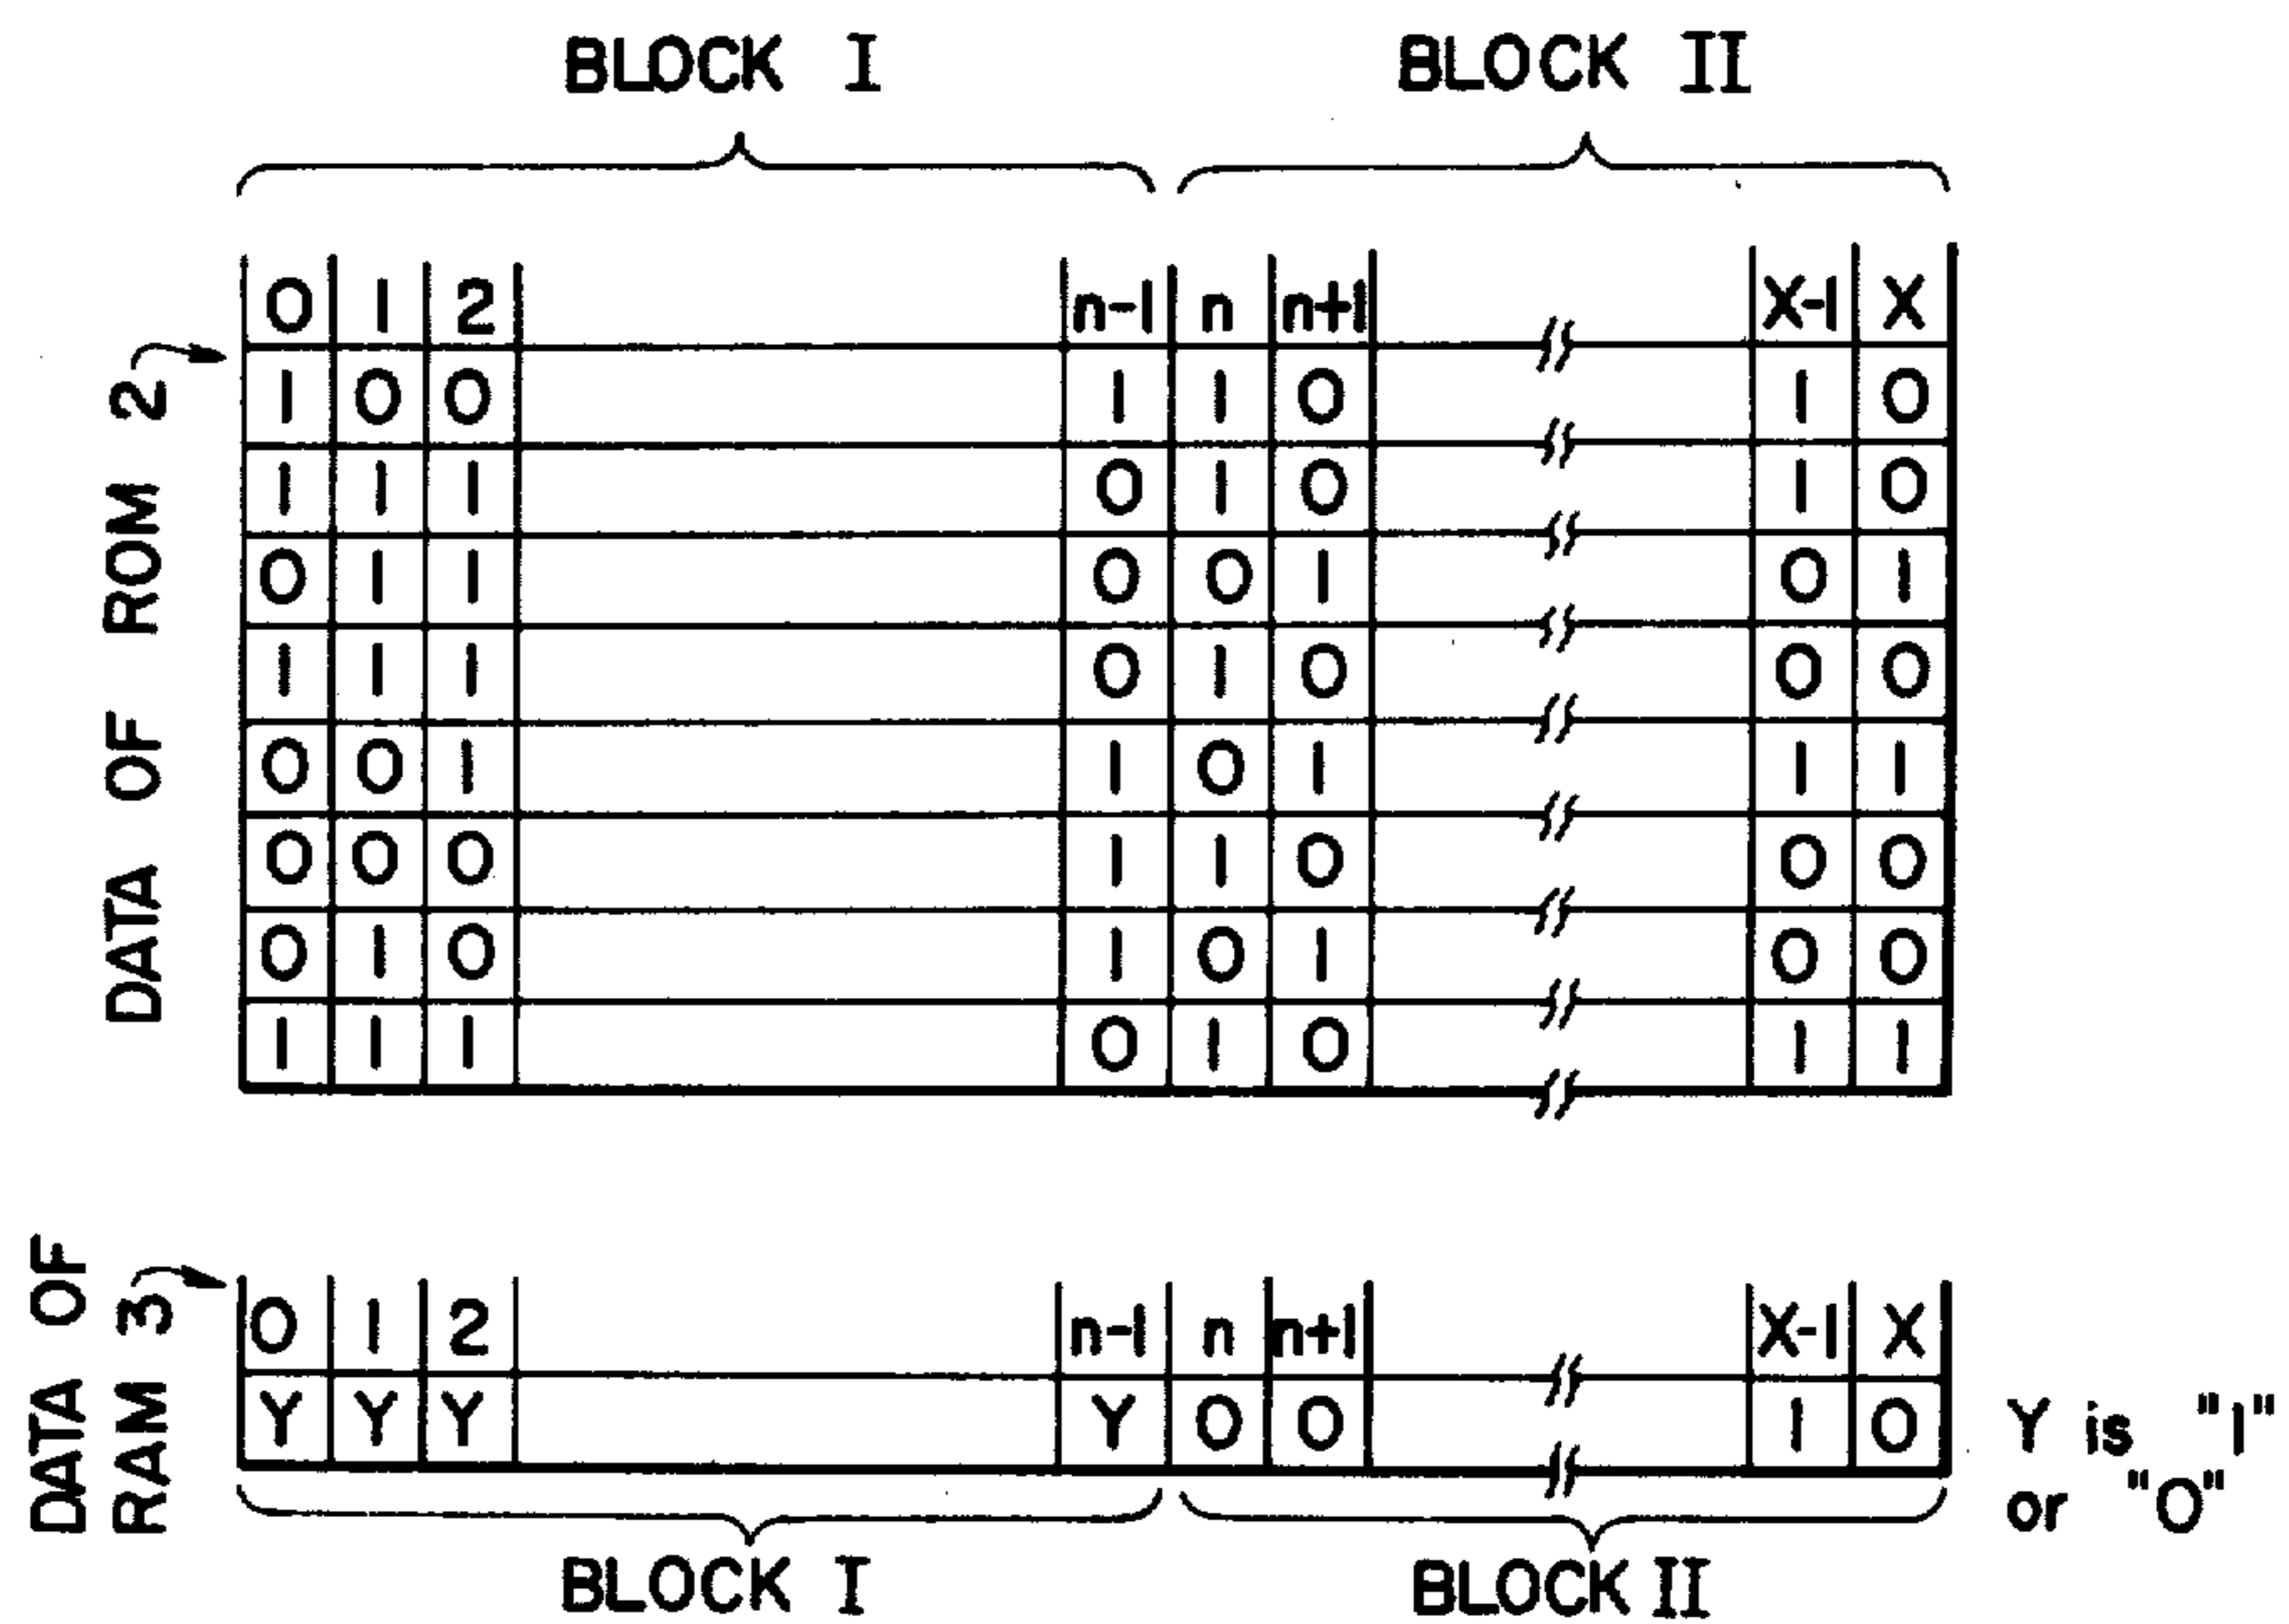 BLOCK I BLOCK II
DATA OF ROM 2
0 1 2 n-1 n n+1 X-1 X
1 0 0 1 1 0 1 0
1 1 1 0 1 0 1 0
0 1 1 0 0 1 0 1
1 1 1 0 1 0 0 0
0 0 1 1 0 1 1 1
0 0 0 1 1 0 0 0
0 1 0 1 0 1 0 0
1 1 1 0 1 0 1 1
DATA OF
RAM 3
0 1 2 n-1 n n+1 X-1 X
Y Y Y Y 0 0 1 0
Y is "1"
or "0"
BLOCK I BLOCK II